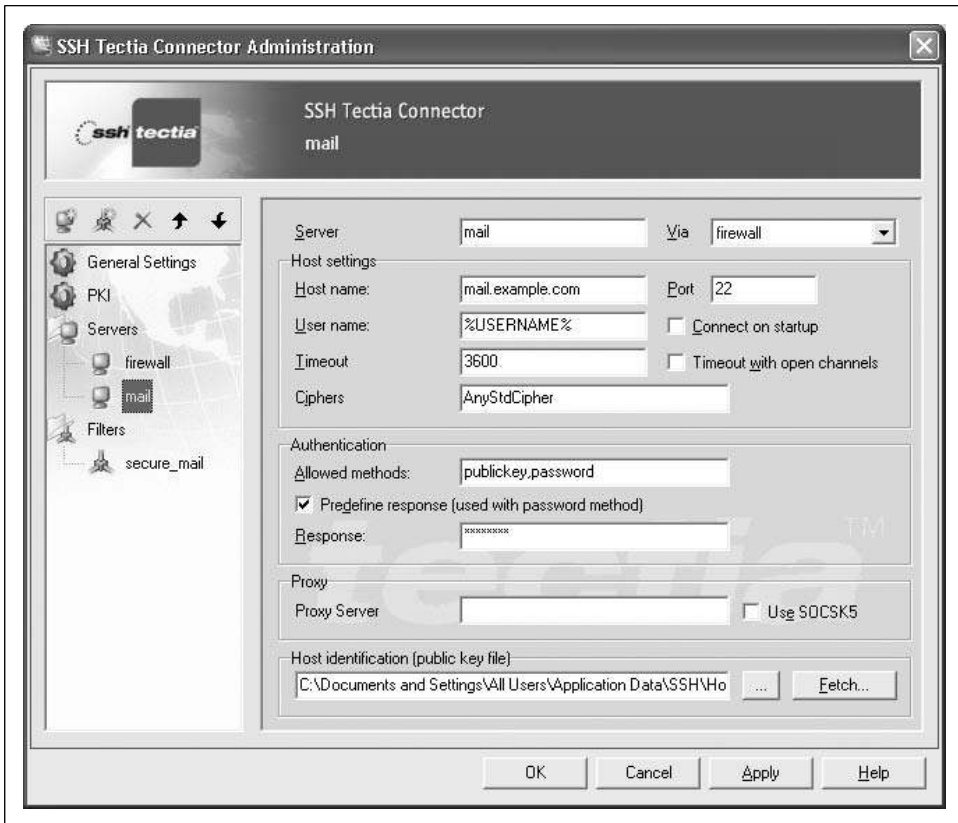 SSH Tectia Connector Administration
ssh tectia
SSH Tectia Connector
mail
General Settings
PKI
Servers
firewall
mail
Filters
secure_mail
Server mail Via firewall
Host settings
Host name: mail.example.com Port 22
User name: %USERNAME% Connect on startup
Timeout 3600 Timeout with open channels
Ciphers AnyStdCipher
Authentication
Allowed methods: publickey,password
Predefine response (used with password method)
Response: ********
tectia TM
Proxy
Proxy Server Use SOCSK5
Host identification (public key file)
C:\Documents and Settings\All Users\Application Data\SSH\Ho ... Fetch...
OK Cancel Apply Help